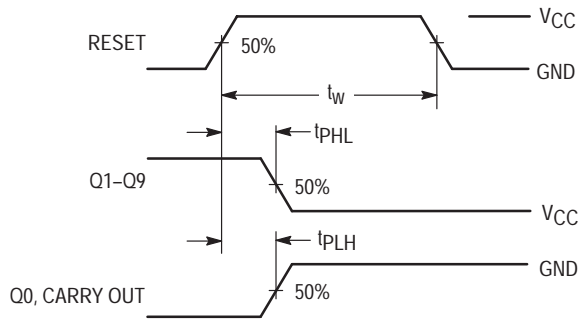 VCC
RESET
50%
GND
tw
tPHL
Q1–Q9
50%
VCC
tPLH
GND
Q0, CARRY OUT
50%